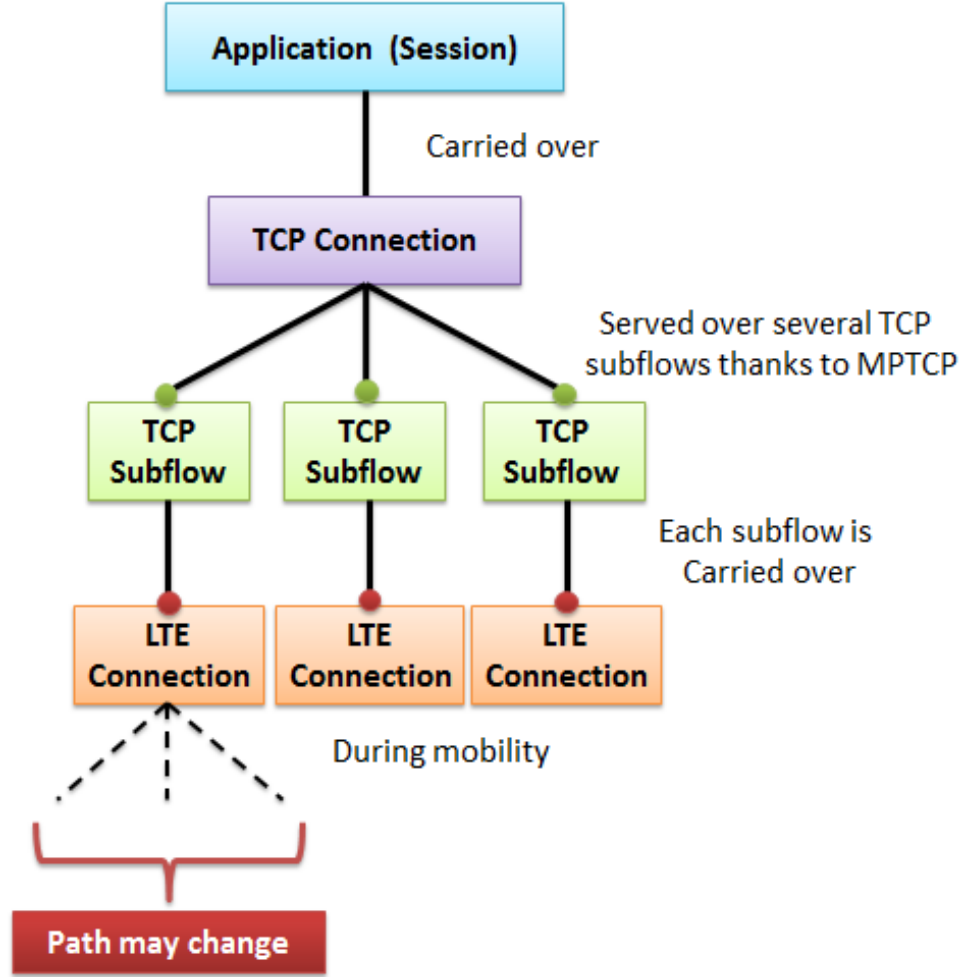 Application (Session)
Carried over
TCP Connection
Served over several TCP
subflows thanks to MPTCP
TCP
Subflow
TCP
Subflow
TCP
Subflow
Each subflow is
Carried over
LTE
Connection
LTE
Connection
LTE
Connection
During mobility
Path may change